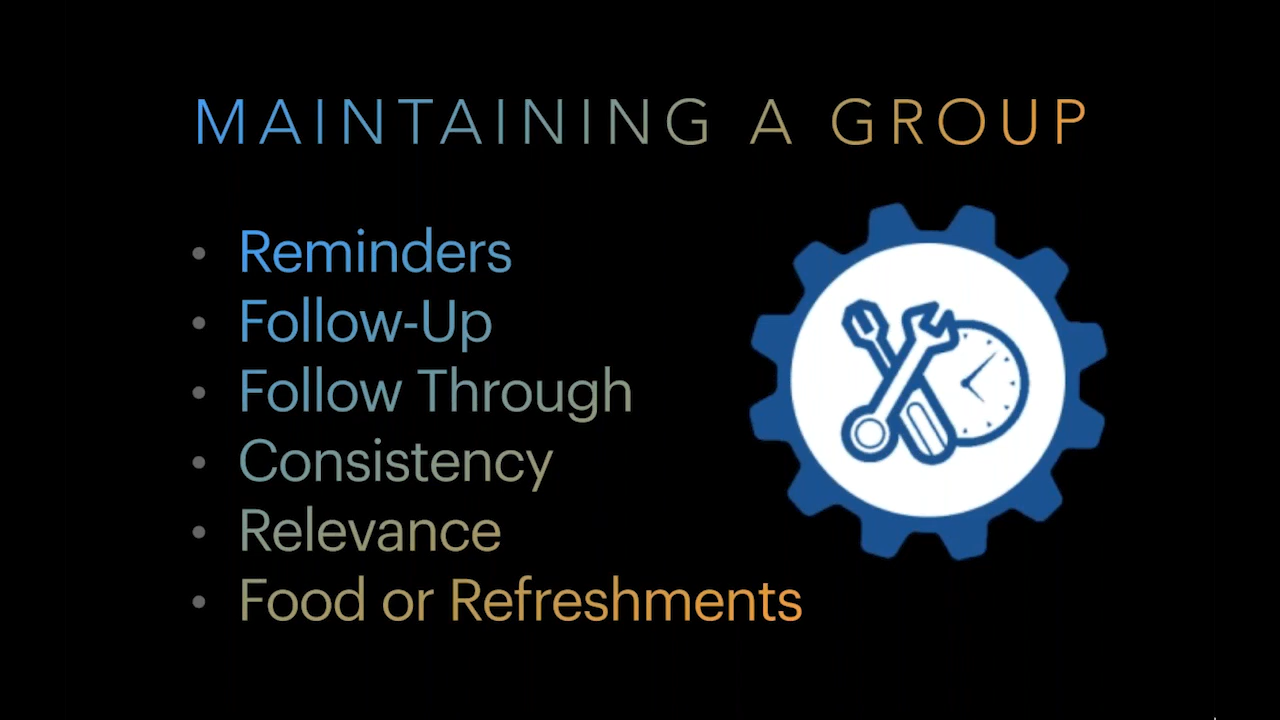 MAINTAINING A GROUP
• Reminders
• Follow-Up
• Follow Through
• Consistency
• Relevance
• Food or Refreshments